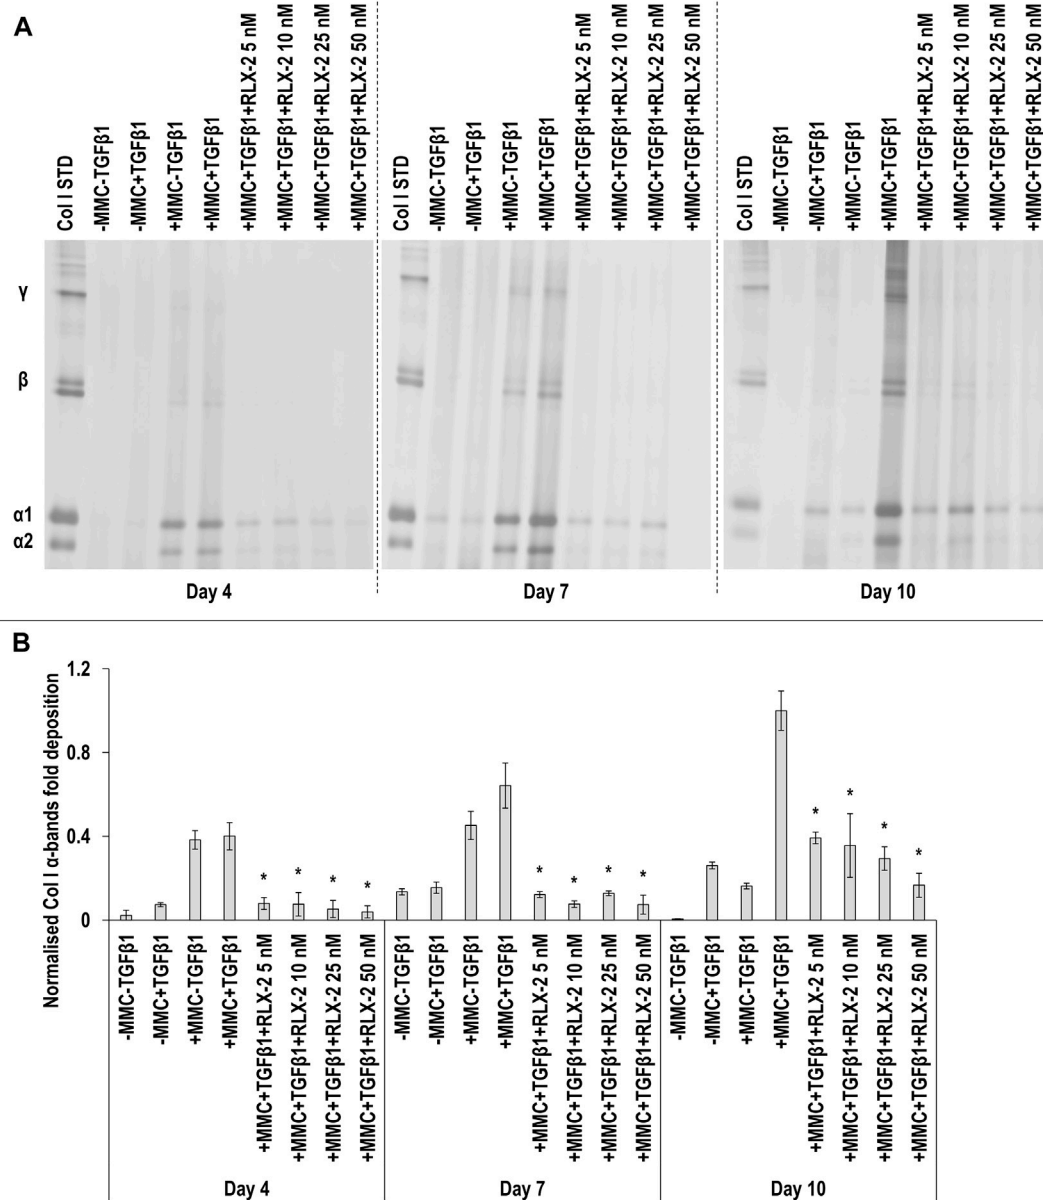 A
Col I STD
-MMC-TGFβ1
-MMC+TGFβ1
+MMC-TGFβ1
+MMC+TGFβ1
+MMC+TGFβ1+RLX-2 5 nM
+MMC+TGFβ1+RLX-2 10 nM
+MMC+TGFβ1+RLX-2 25 nM
+MMC+TGFβ1+RLX-2 50 nM
Col I STD
-MMC-TGFβ1
-MMC+TGFβ1
+MMC-TGFβ1
+MMC+TGFβ1
+MMC+TGFβ1+RLX-2 5 nM
+MMC+TGFβ1+RLX-2 10 nM
+MMC+TGFβ1+RLX-2 25 nM
+MMC+TGFβ1+RLX-2 50 nM
Col I STD
-MMC-TGFβ1
-MMC+TGFβ1
+MMC-TGFβ1
+MMC+TGFβ1
+MMC+TGFβ1+RLX-2 5 nM
+MMC+TGFβ1+RLX-2 10 nM
+MMC+TGFβ1+RLX-2 25 nM
+MMC+TGFβ1+RLX-2 50 nM
γ
β
α1
α2
Day 4
Day 7
Day 10
B
Normalised Col I α-bands fold deposition
1.2
0.8
0.4
0
* * * *
* * * *
* * * *
-MMC-TGFβ1
-MMC+TGFβ1
+MMC-TGFβ1
+MMC+TGFβ1
+MMC+TGFβ1+RLX-2 5 nM
+MMC+TGFβ1+RLX-2 10 nM
+MMC+TGFβ1+RLX-2 25 nM
+MMC+TGFβ1+RLX-2 50 nM
-MMC-TGFβ1
-MMC+TGFβ1
+MMC-TGFβ1
+MMC+TGFβ1
+MMC+TGFβ1+RLX-2 5 nM
+MMC+TGFβ1+RLX-2 10 nM
+MMC+TGFβ1+RLX-2 25 nM
+MMC+TGFβ1+RLX-2 50 nM
-MMC-TGFβ1
-MMC+TGFβ1
+MMC-TGFβ1
+MMC+TGFβ1
+MMC+TGFβ1+RLX-2 5 nM
+MMC+TGFβ1+RLX-2 10 nM
+MMC+TGFβ1+RLX-2 25 nM
+MMC+TGFβ1+RLX-2 50 nM
Day 4
Day 7
Day 10